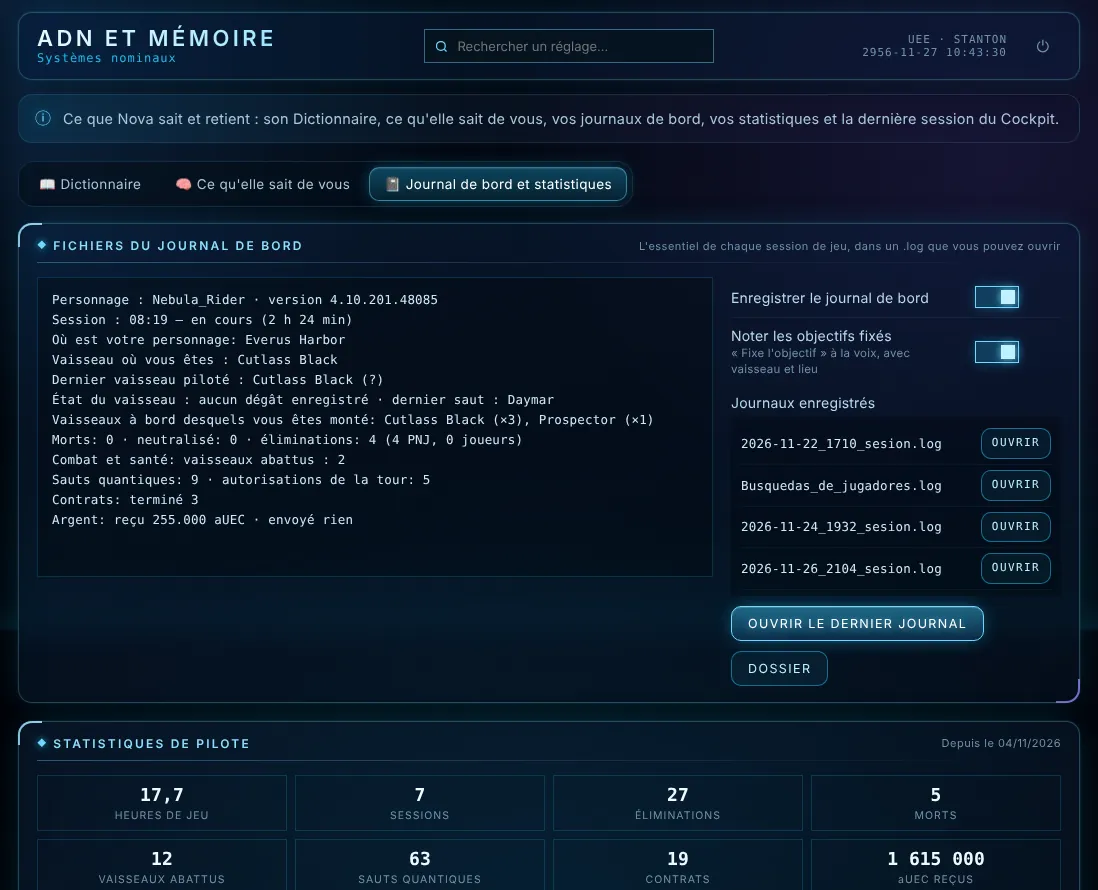 ADN ET MÉMOIRE
Systèmes nominaux
Rechercher un réglage...
UEE · STANTON
2956-11-27 10:43:30
Ce que Nova sait et retient : son Dictionnaire, ce qu'elle sait de vous, vos journaux de bord, vos statistiques et la dernière session du Cockpit.
Dictionnaire
Ce qu'elle sait de vous
Journal de bord et statistiques
FICHIERS DU JOURNAL DE BORD
L'essentiel de chaque session de jeu, dans un .log que vous pouvez ouvrir
Personnage : Nebula_Rider · version 4.10.201.48085
Session : 08:19 — en cours (2 h 24 min)
Où est votre personnage: Everus Harbor
Vaisseau où vous êtes : Cutlass Black
Dernier vaisseau piloté : Cutlass Black (?)
État du vaisseau : aucun dégât enregistré · dernier saut : Daymar
Vaisseaux à bord desquels vous êtes monté: Cutlass Black (×3), Prospector (×1)
Morts: 0 · neutralisé: 0 · éliminations: 4 (4 PNJ, 0 joueurs)
Combat et santé: vaisseaux abattus : 2
Sauts quantiques: 9 · autorisations de la tour: 5
Contrats: terminé 3
Argent: reçu 255.000 aUEC · envoyé rien
Enregistrer le journal de bord
Noter les objectifs fixés
« Fixe l'objectif » à la voix, avec
vaisseau et lieu
Journaux enregistrés
2026-11-22_1710_sesion.log OUVRIR
Busquedas_de_jugadores.log OUVRIR
2026-11-24_1932_sesion.log OUVRIR
2026-11-26_2104_sesion.log OUVRIR
OUVRIR LE DERNIER JOURNAL
DOSSIER
STATISTIQUES DE PILOTE
Depuis le 04/11/2026
17,7
HEURES DE JEU
7
SESSIONS
27
ÉLIMINATIONS
5
MORTS
12
VAISSEAUX ABATTUS
63
SAUTS QUANTIQUES
19
CONTRATS
1 615 000
aUEC REÇUS